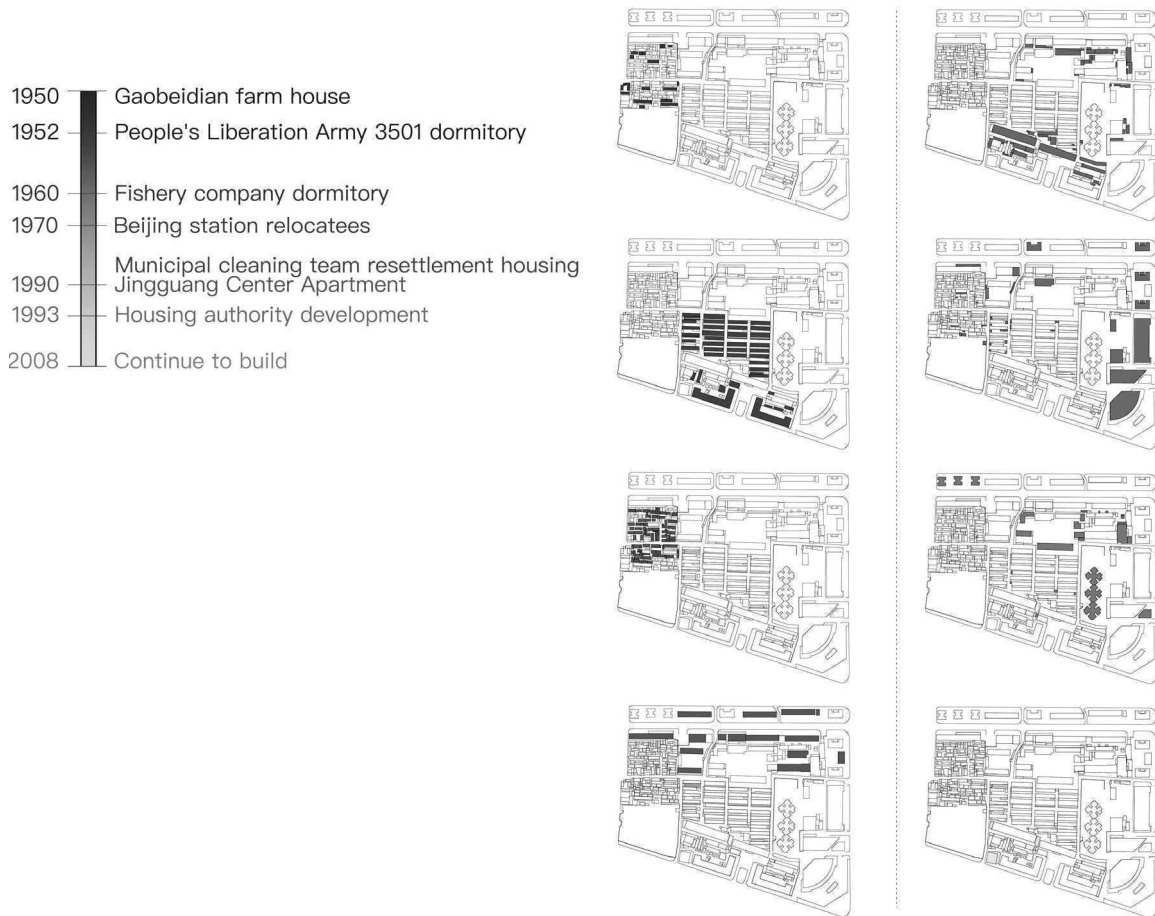 1950 Gaobeidian farm house
1952 People's Liberation Army 3501 dormitory
1960 Fishery company dormitory
1970 Beijing station relocatees
Municipal cleaning team resettlement housing
1990 Jingguang Center Apartment
1993 Housing authority development
2008 Continue to build